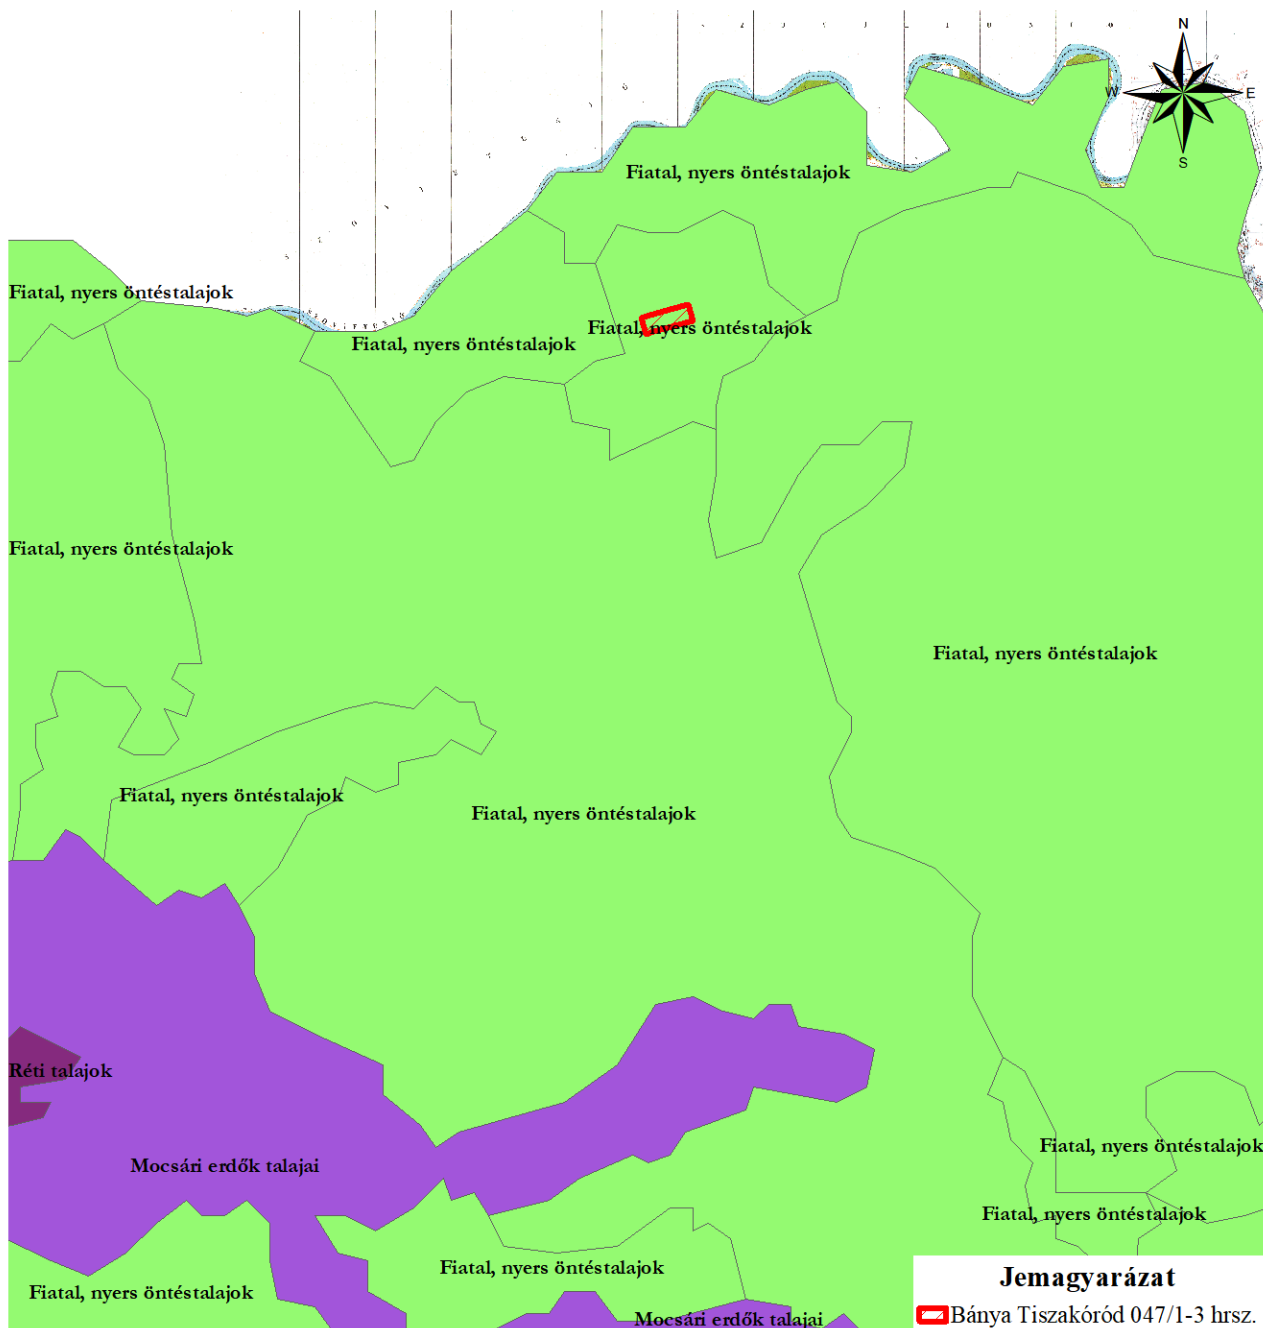 N
W
E
S
Fiatal, nyers öntéstalajok
Fiatal, nyers öntéstalajok
Fiatal, nyers öntéstalajok
Fiatal, nyers öntéstalajok
Fiatal, nyers öntéstalajok
Fiatal, nyers öntéstalajok
Fiatal, nyers öntéstalajok
Fiatal, nyers öntéstalajok
Réti talajok
Fiatal, nyers öntéstalajok
Mocsári erdők talajai
Fiatal, nyers öntéstalajok
Fiatal, nyers öntéstalajok
Fiatal, nyers öntéstalajok
Mocsári erdők talajai
Jemagyarázat
Bánya Tiszakóród 047/1-3 hrsz.